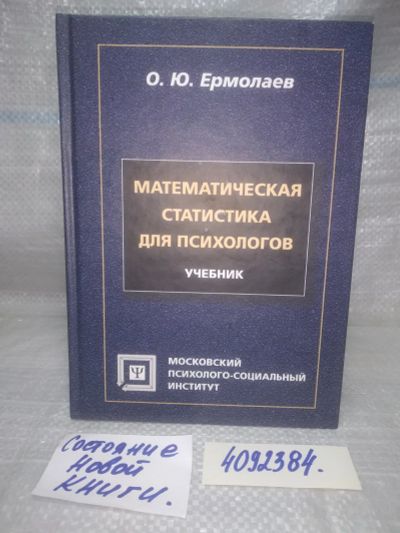 О. Ю. Ермолаев
МАТЕМАТИЧЕСКАЯ
СТАТИСТИКА
ДЛЯ ПСИХОЛОГОВ
УЧЕБНИК
Ψ
МОСКОВСКИЙ
ПСИХОЛОГО-СОЦИАЛЬНЫЙ
ИНСТИТУТ
Состояние
новой
книги.
4092384.